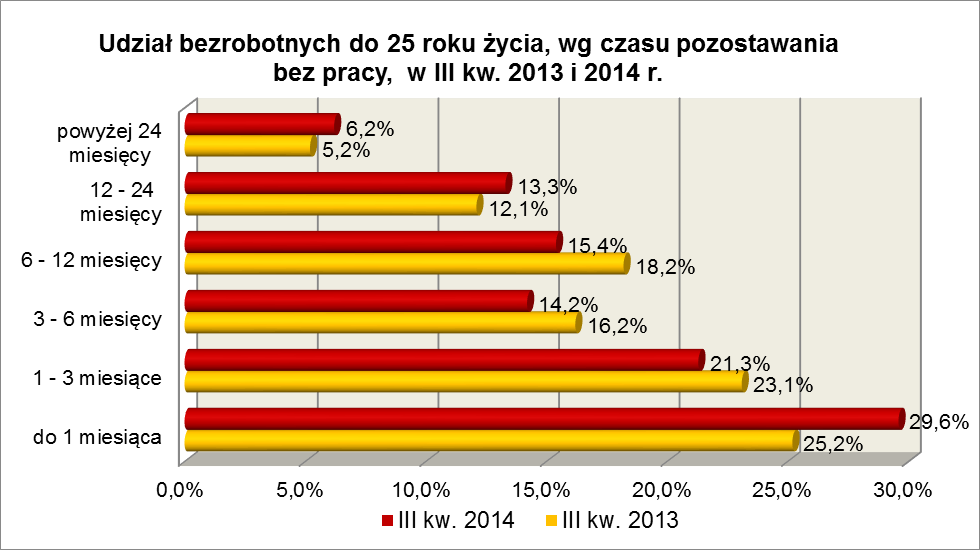 Udział bezrobotnych do 25 roku życia, wg czasu pozostawania
bez pracy, w III kw. 2013 i 2014 r.
powyżej 24
miesięcy
6,2%
5,2%
12 - 24
miesięcy
13,3%
12,1%
6 - 12 miesięcy
15,4%
18,2%
3 - 6 miesięcy
14,2%
16,2%
1 - 3 miesiące
21,3%
23,1%
do 1 miesiąca
29,6%
25,2%
0,0% 5,0% 10,0% 15,0% 20,0% 25,0% 30,0%
III kw. 2014 III kw. 2013